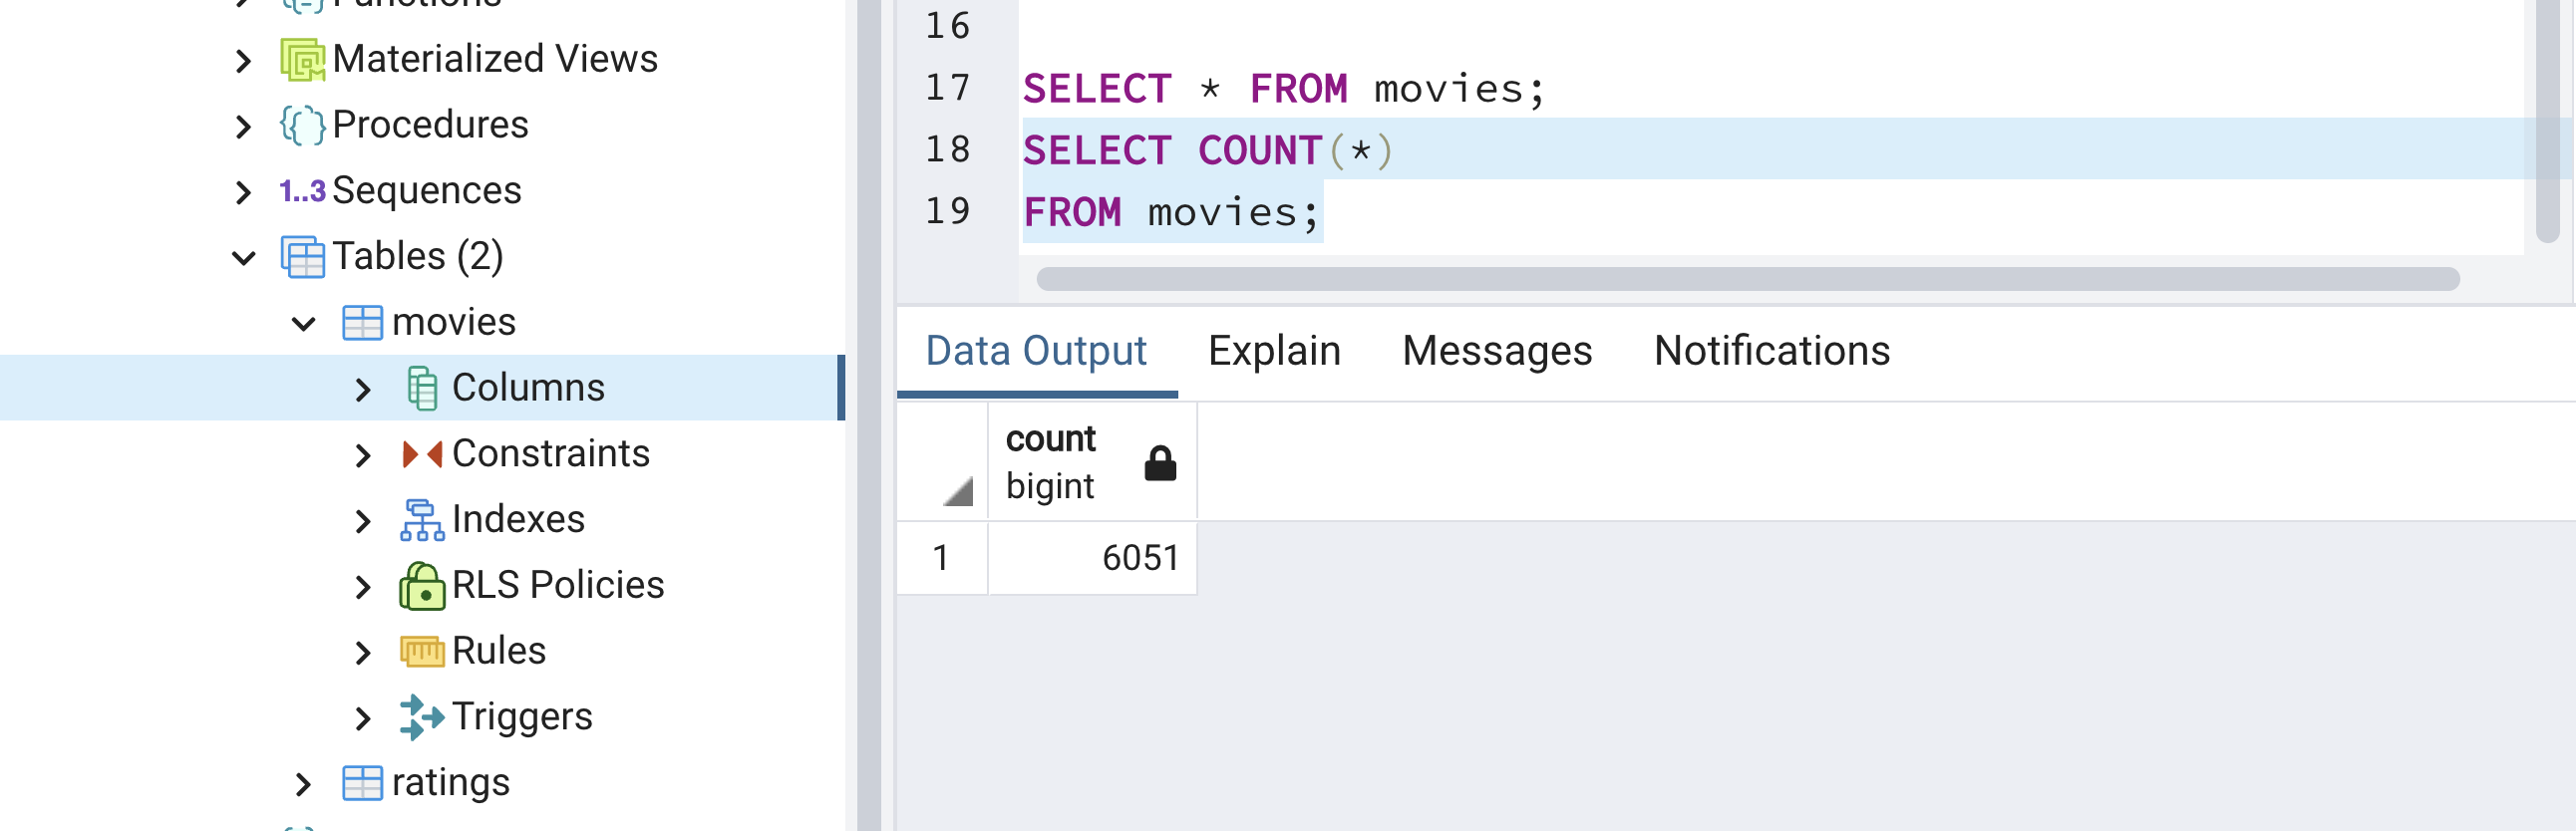 Functions
Materialized Views
Procedures
1..3 Sequences
Tables (2)
movies
Columns
Constraints
Indexes
RLS Policies
Rules
Triggers
ratings
16
17 SELECT * FROM movies;
18 SELECT COUNT(*)
19 FROM movies;
Data Output Explain Messages Notifications
count
bigint
1 6051